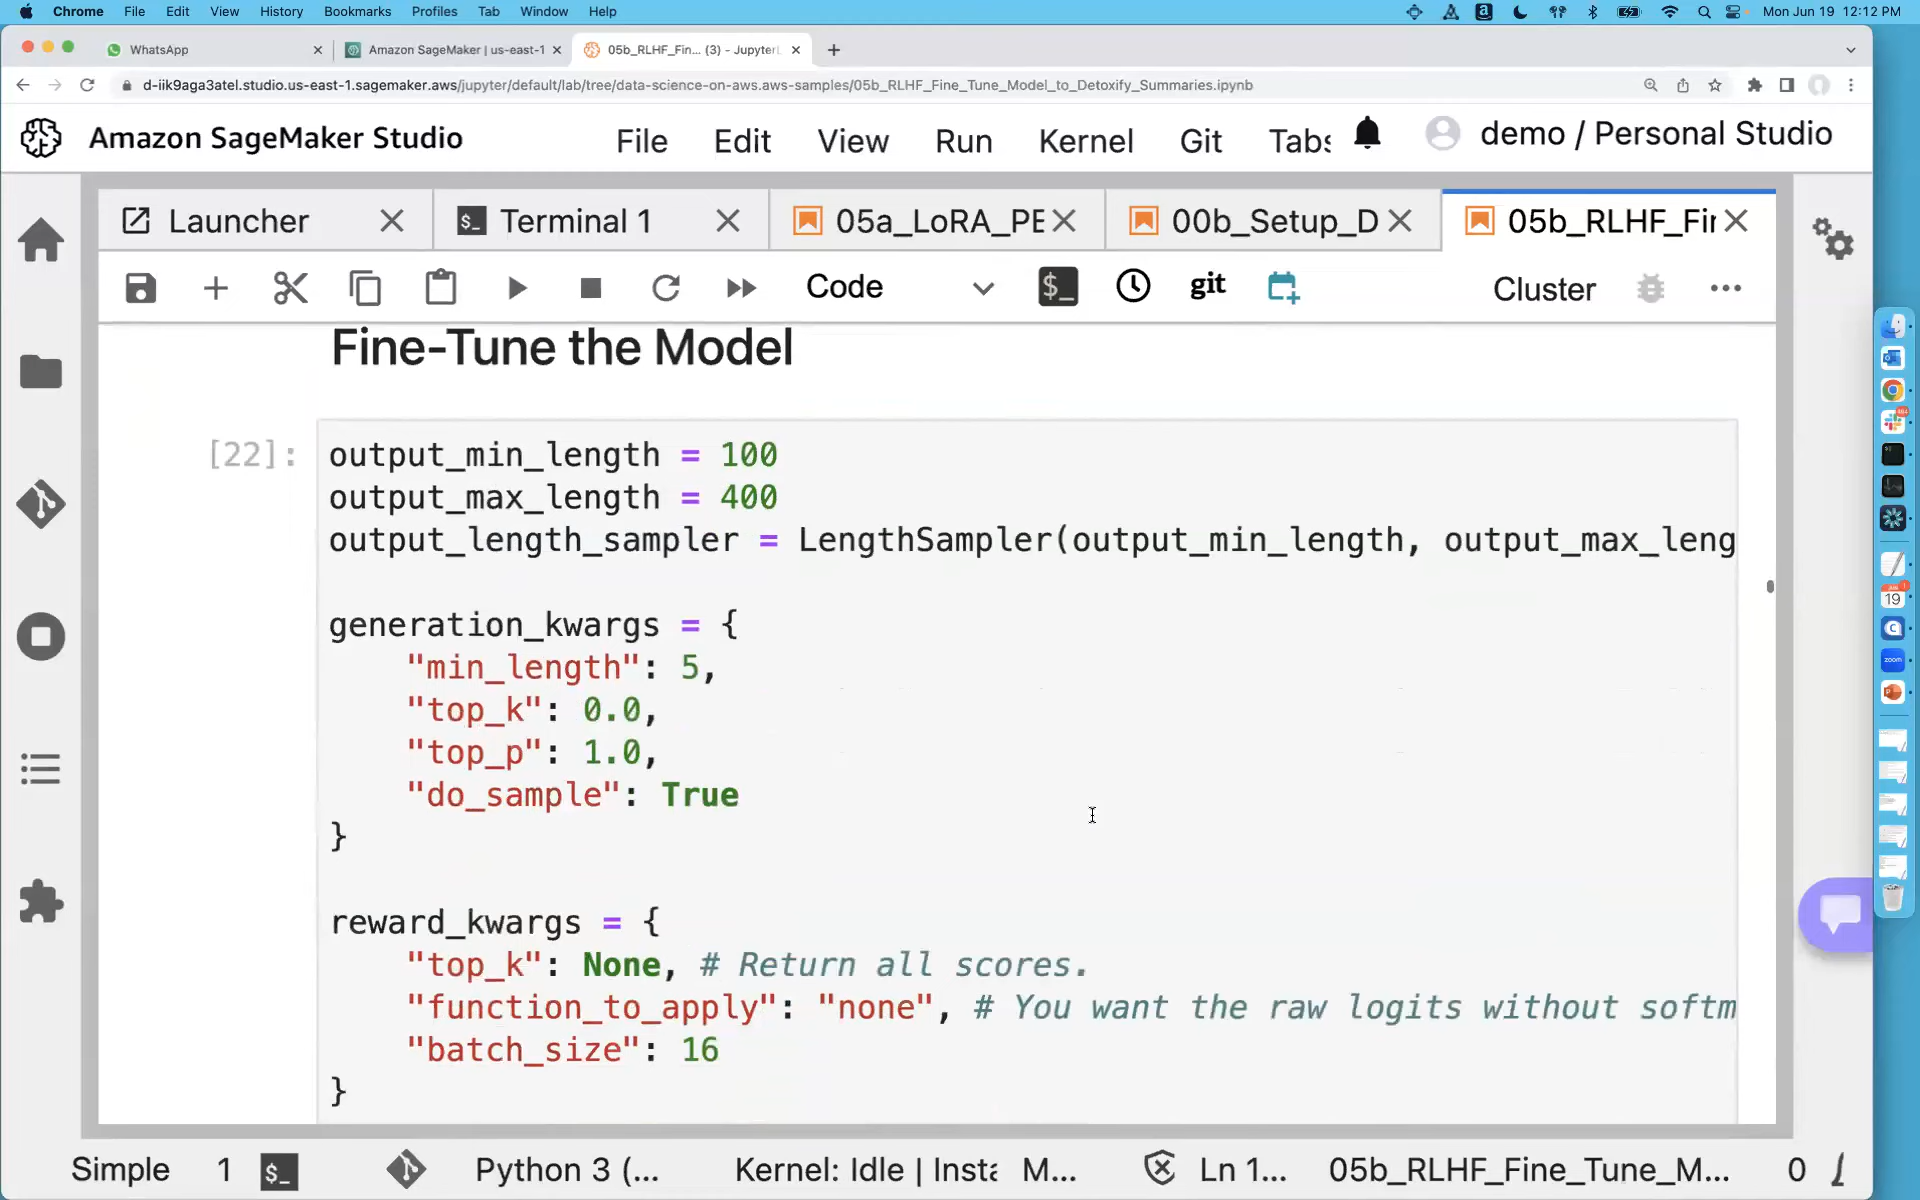 Chrome File Edit View History Bookmarks Profiles Tab Window Help Mon Jun 19 12:12 PM
WhatsApp Amazon SageMaker | us-east-1 05b_RLHF_Fin... (3) - JupyterL
d-iik9aga3atel.studio.us-east-1.sagemaker.aws/jupyter/default/lab/tree/data-science-on-aws.aws-samples/05b_RLHF_Fine_Tune_Model_to_Detoxify_Summaries.ipynb
Amazon SageMaker Studio File Edit View Run Kernel Git Tabs demo / Personal Studio
Launcher Terminal 1 05a_LoRA_PE 00b_Setup_D 05b_RLHF_Fir
Code $_ git Cluster
Fine-Tune the Model
[22]: output_min_length = 100
output_max_length = 400
output_length_sampler = LengthSampler(output_min_length, output_max_leng
generation_kwargs = {
"min_length": 5,
"top_k": 0.0,
"top_p": 1.0,
"do_sample": True
}
reward_kwargs = {
"top_k": None, # Return all scores.
"function_to_apply": "none", # You want the raw logits without softm
"batch_size": 16
}
Simple 1 $_ Python 3 (... Kernel: Idle | Insta M... Ln 1... 05b_RLHF_Fine_Tune_M... 0
19
zoom